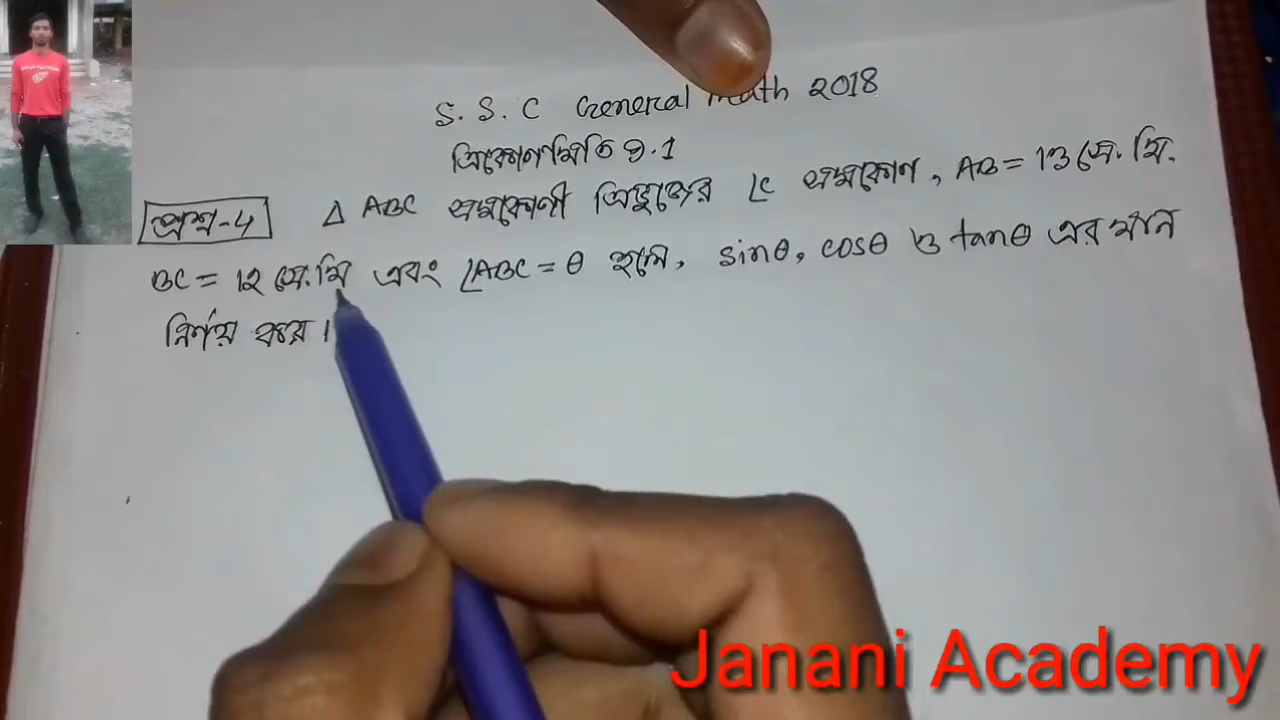 S. S. C General Math 2018
ত্রিকোণমিতি 9.1
প্রশ্ন-4 Δ ABC সমকোণী ত্রিভুজের ∠C সমকোণ, AB = 13 সে. মি.
BC = 12 সে.মি এবং ∠ABC = θ হলে, sinθ, cosθ ও tanθ এর মান
নির্ণয় কর।
Janani Academy